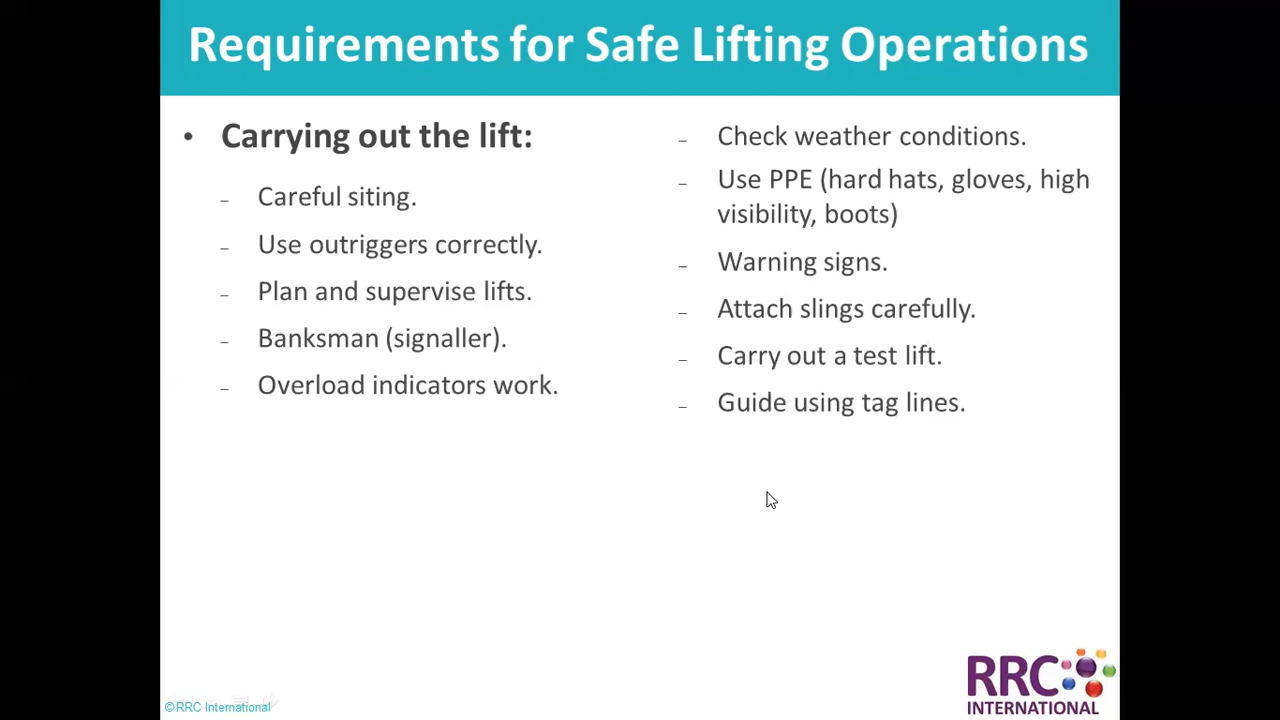 Requirements for Safe Lifting Operations
• Carrying out the lift:
– Careful siting.
– Use outriggers correctly.
– Plan and supervise lifts.
– Banksman (signaller).
– Overload indicators work.
– Check weather conditions.
– Use PPE (hard hats, gloves, high
visibility, boots)
– Warning signs.
– Attach slings carefully.
– Carry out a test lift.
– Guide using tag lines.
©RRC International
RRC
INTERNATIONAL